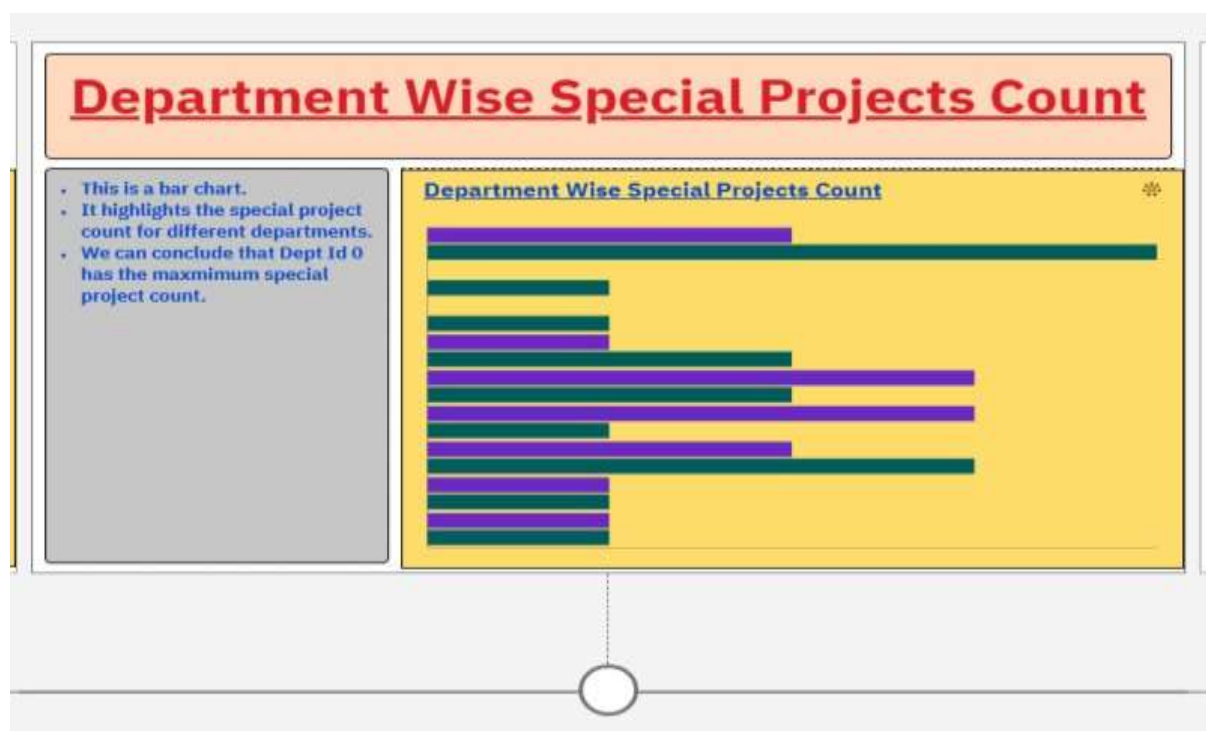 Department Wise Special Projects Count
• This is a bar chart.
• It highlights the special project
count for different departments.
• We can conclude that Dept Id 0
has the maxmimum special
project count.
Department Wise Special Projects Count